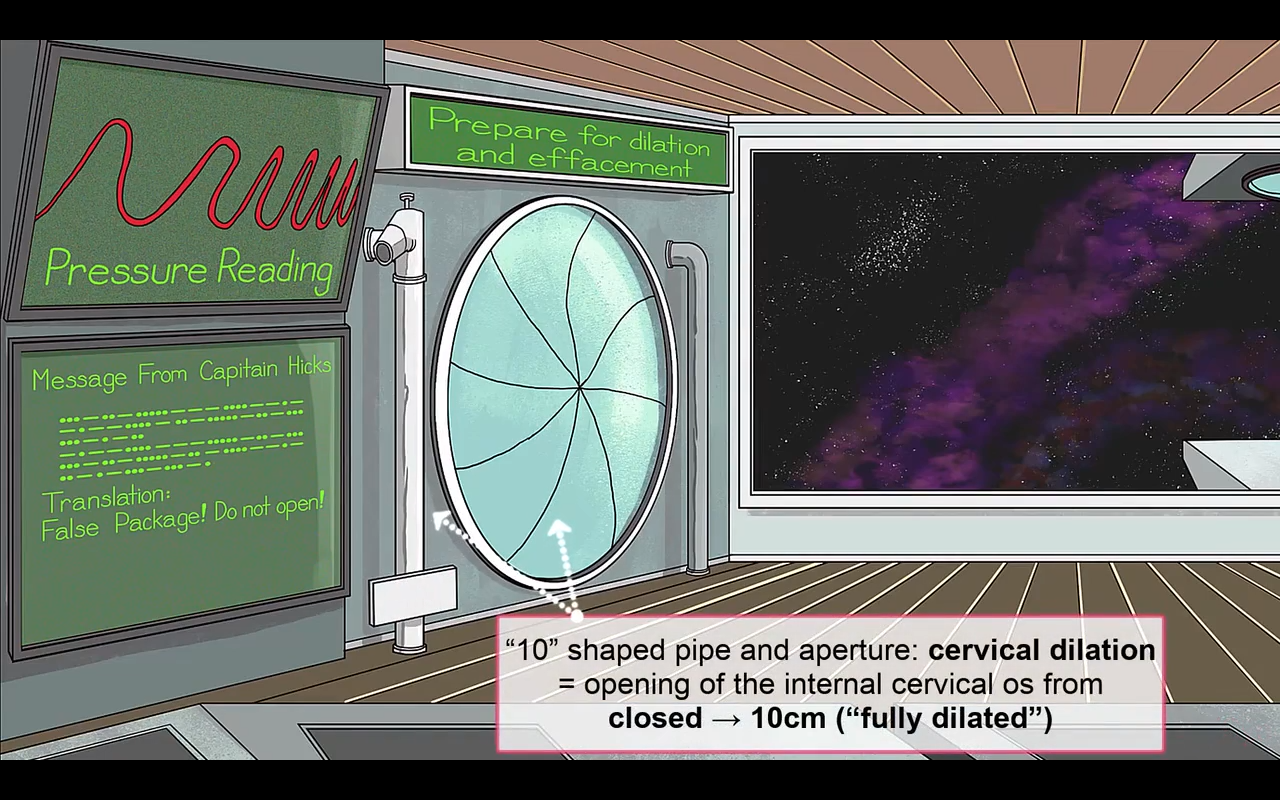 Pressure Reading
Message From Capitain Hicks
Translation:
False Package! Do not open!
Prepare for dilation
and effacement
“10” shaped pipe and aperture: cervical dilation
= opening of the internal cervical os from
closed → 10cm (“fully dilated”)